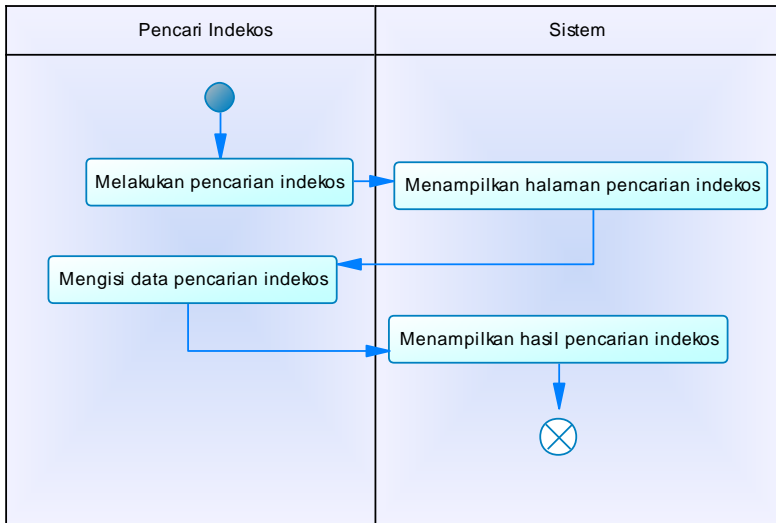 Pencari Indekos
Sistem
Melakukan pencarian indekos
Menampilkan halaman pencarian indekos
Mengisi data pencarian indekos
Menampilkan hasil pencarian indekos